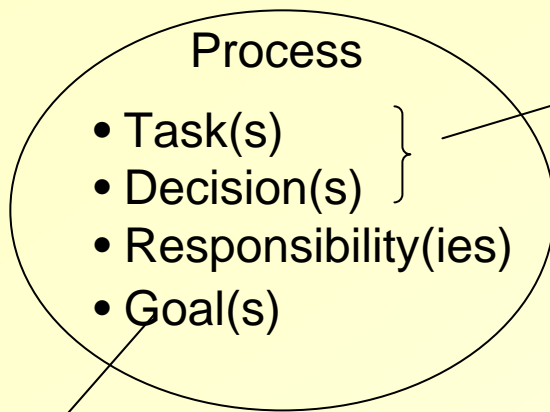 Process
• Task(s)
• Decision(s)
• Responsibility(ies)
• Goal(s)